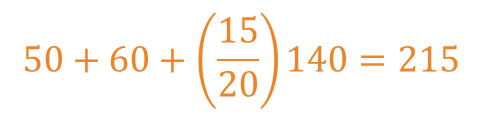 50 + 60 + (15/20) 140 = 215